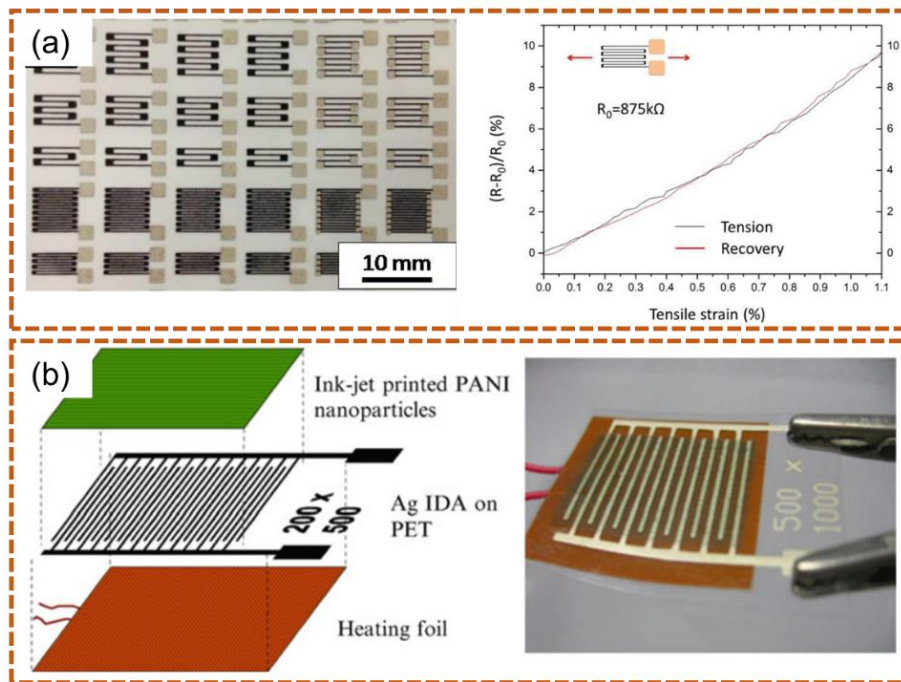 (a)
10 mm
(R-R₀)/R₀ (%)
10
8
6
4
2
0
R₀=875kΩ
Tension
Recovery
10
8
6
4
2
0
0.0 0.1 0.2 0.3 0.4 0.5 0.6 0.7 0.8 0.9 1.0 1.1
Tensile strain (%)
(b)
Ink-jet printed PANI
nanoparticles
200 x
500
Ag IDA on
PET
Heating foil
500 x
1000